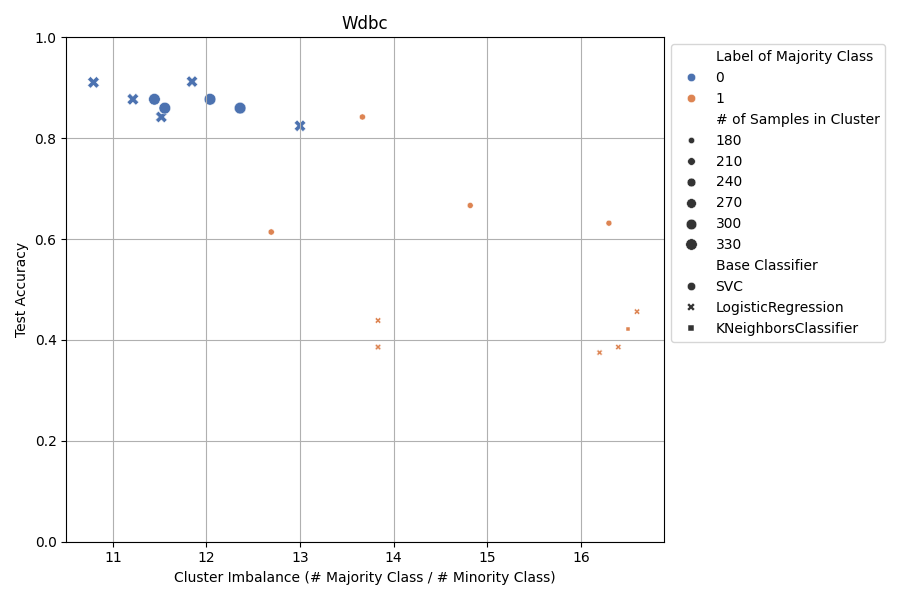 Wdbc
1.0
0.8
0.6
0.4
0.2
0.0
Test Accuracy
11 12 13 14 15 16
Cluster Imbalance (# Majority Class / # Minority Class)
Label of Majority Class
0
1
# of Samples in Cluster
180
210
240
270
300
330
Base Classifier
SVC
LogisticRegression
KNeighborsClassifier